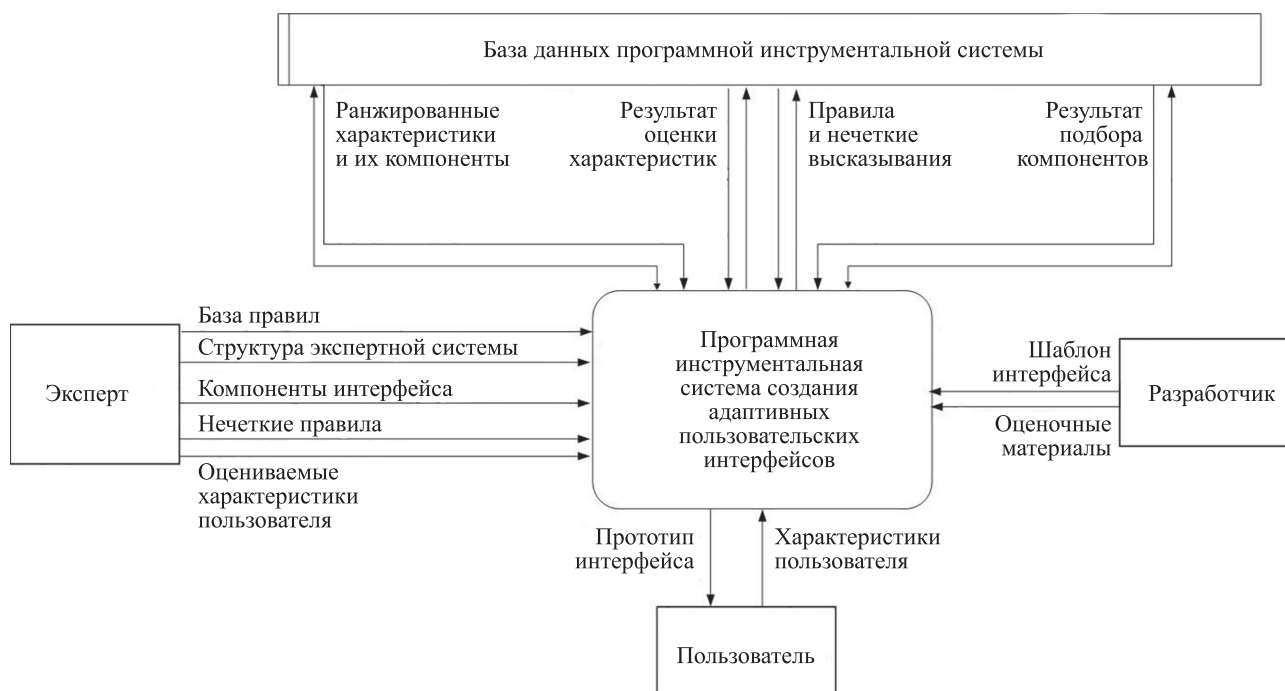 База данных программной инструментальной системы
Ранжированные
характеристики
и их компоненты
Результат
оценки
характеристик
Правила
и нечеткие
высказывания
Результат
подбора
компонентов
Эксперт
База правил
Структура экспертной системы
Компоненты интерфейса
Нечеткие правила
Оцениваемые
характеристики
пользователя
Программная
инструментальная
система создания
адаптивных
пользовательских
интерфейсов
Шаблон
интерфейса
Оценочные
материалы
Разработчик
Прототип
интерфейса
Характеристики
пользователя
Пользователь